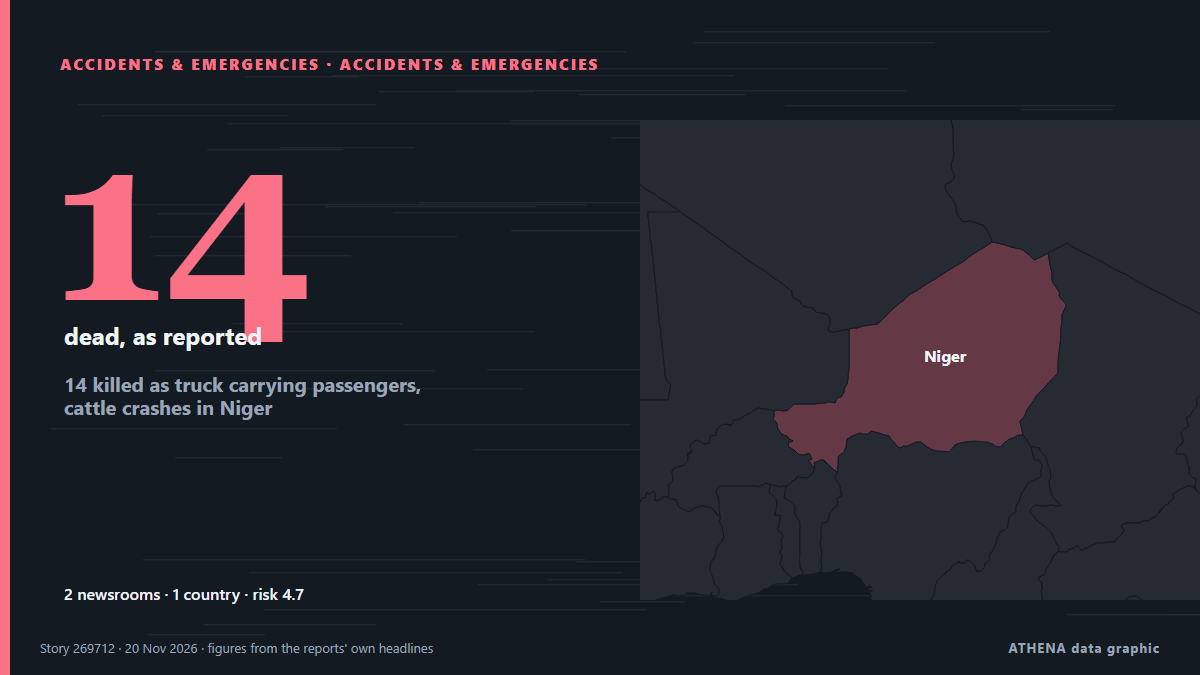 ACCIDENTS & EMERGENCIES · ACCIDENTS & EMERGENCIES
14
dead, as reported
14 killed as truck carrying passengers,
cattle crashes in Niger
Niger
2 newsrooms · 1 country · risk 4.7
Story 269712 · 20 Nov 2026 · figures from the reports' own headlines
ATHENA data graphic